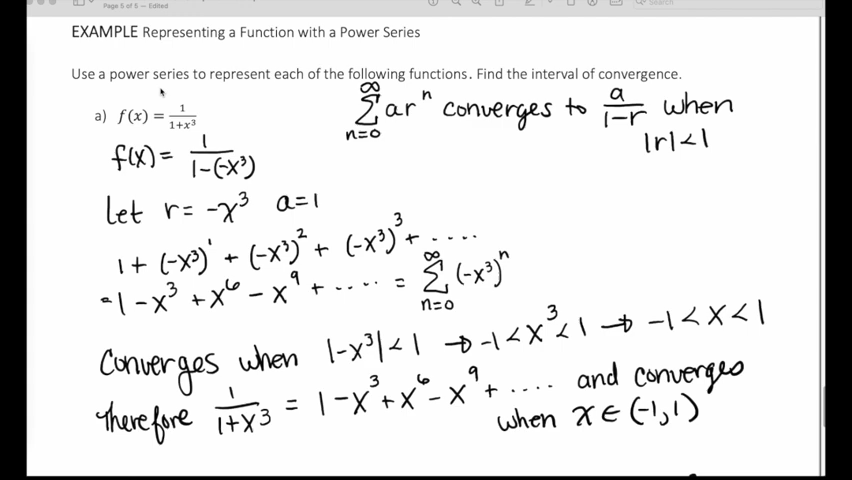 Page 5 of 5 — Edited
Search
EXAMPLE Representing a Function with a Power Series
Use a power series to represent each of the following functions. Find the interval of convergence.
a) f(x) = 1/(1+x³)
∞ Σ n=0 arⁿ converges to a/(1-r) when
|r| < 1
f(x) = 1/(1-(-x³))
Let r = -x³ a = 1
1 + (-x³)¹ + (-x³)² + (-x³)³ + ....
= 1 - x³ + x⁶ - x⁹ + .... = ∞ Σ n=0 (-x³)ⁿ
Converges when |-x³| < 1 → -1 < x³ < 1 → -1 < x < 1
Therefore 1/(1+x³) = 1 - x³ + x⁶ - x⁹ + .... and converges
when x ∈ (-1,1)